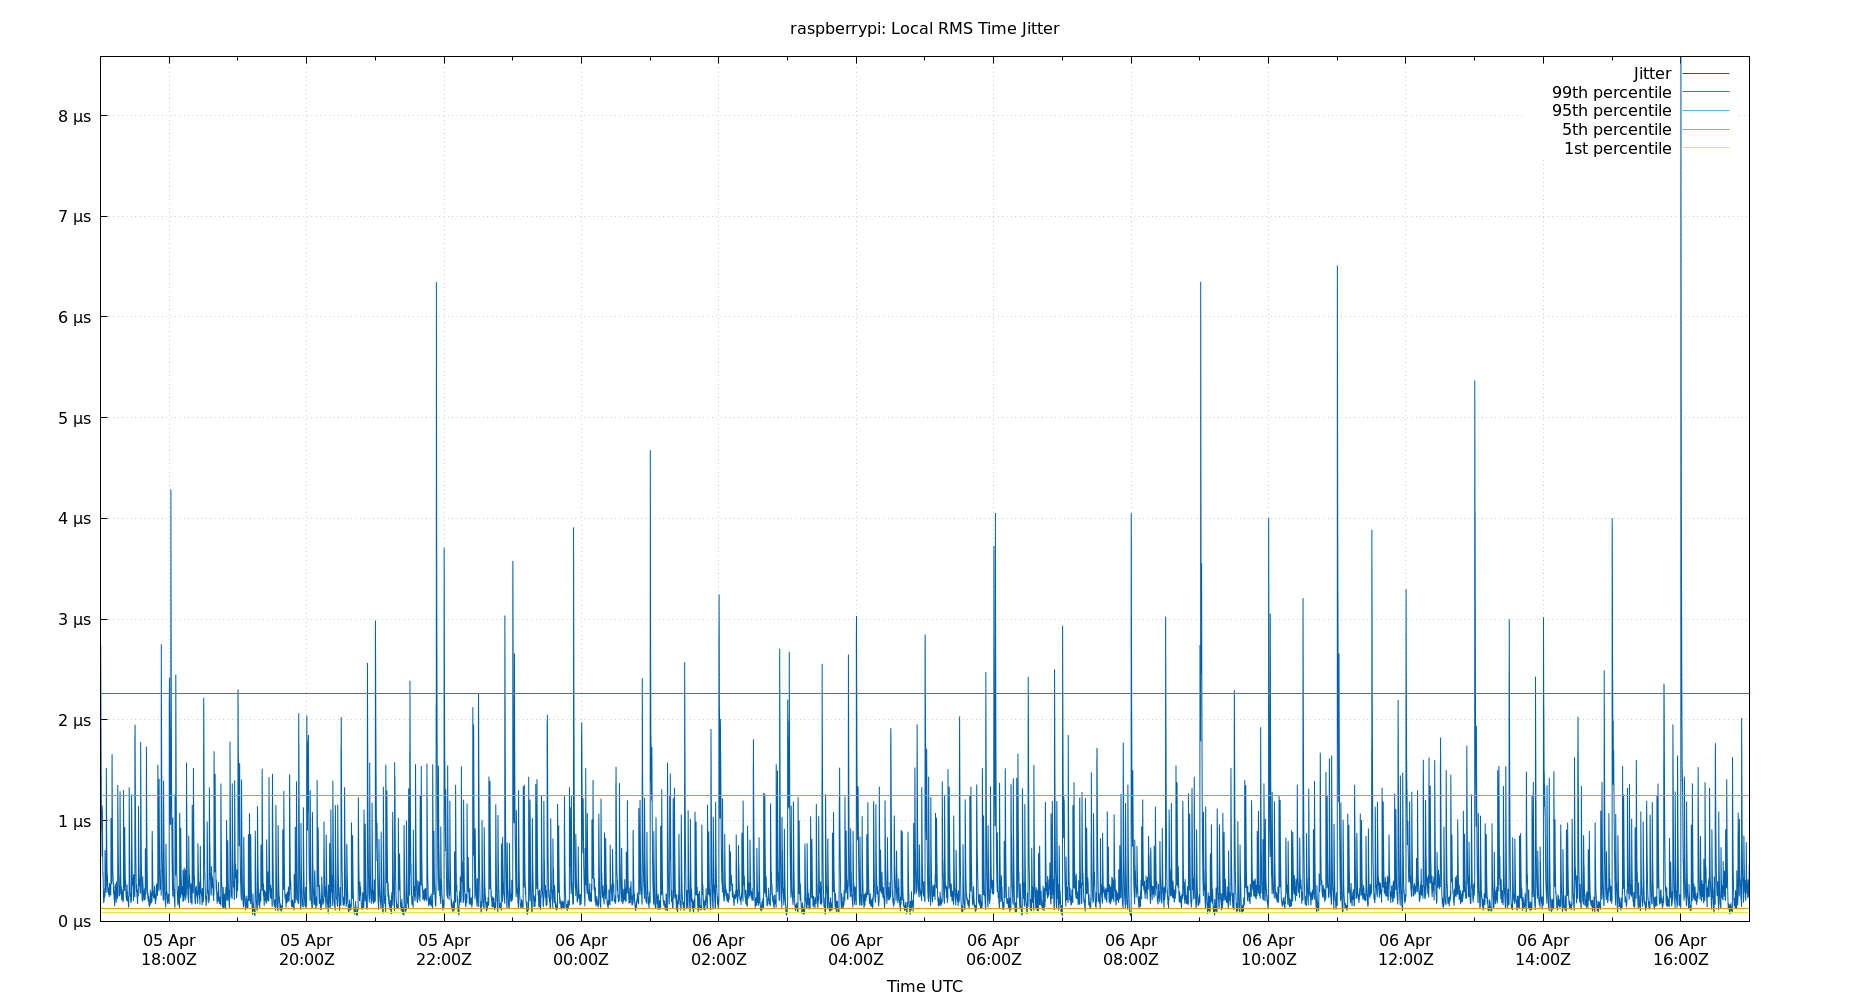 raspberrypi: Local RMS Time Jitter
Jitter
99th percentile
95th percentile
5th percentile
1st percentile
8 µs
7 µs
6 µs
5 µs
4 µs
3 µs
2 µs
1 µs
0 µs
05 Apr 05 Apr 05 Apr 06 Apr 06 Apr 06 Apr 06 Apr 06 Apr 06 Apr 06 Apr 06 Apr 06 Apr
18:00Z 20:00Z 22:00Z 00:00Z 02:00Z 04:00Z 06:00Z 08:00Z 10:00Z 12:00Z 14:00Z 16:00Z
Time UTC